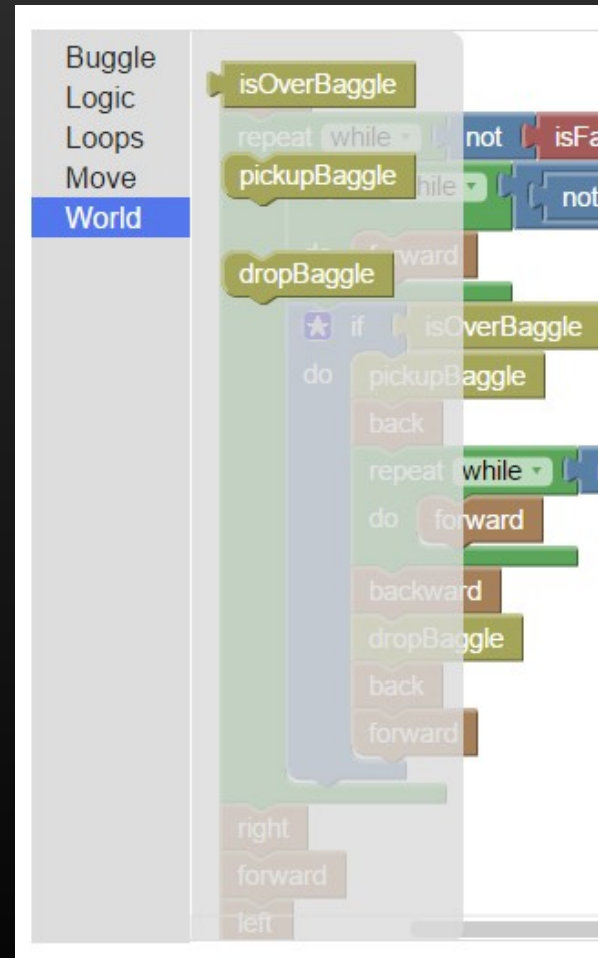 Buggle
Logic
Loops
Move
World
isOverBaggle
pickupBaggle
dropBaggle
repeat while not isFa
hile not
forward
if isOverBaggle
do pickupBaggle
back
repeat while
do forward
backward
dropBaggle
back
forward
right
forward
left